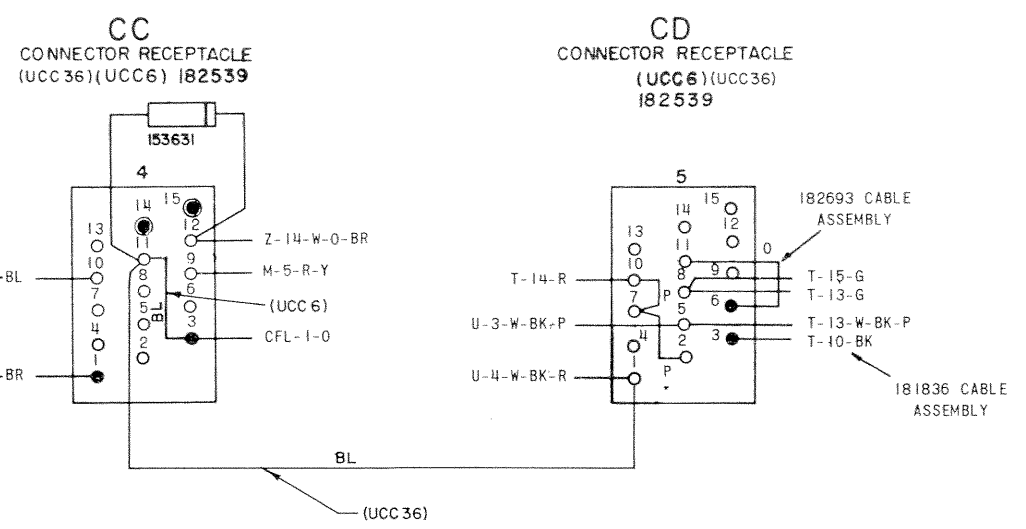 CC
CONNECTOR RECEPTACLE
(UCC36)(UCC6) 182539
153631
4
14
15
13
11
12
10
8
9
7
5
6
4
2
3
1
BL
Z-14-W-O-BR
M-5-R-Y
(UCC6)
CFL-1-O
-BL
-BR
CD
CONNECTOR RECEPTACLE
(UCC6)(UCC36)
182539
5
15
14
12
13
11
10
8
9
7
5
6
4
2
3
1
P
P
O
T-14-R
U-3-W-BK-P
U-4-W-BK-R
182693 CABLE
ASSEMBLY
T-15-G
T-13-G
T-13-W-BK-P
T-10-BK
181836 CABLE
ASSEMBLY
BL
(UCC36)